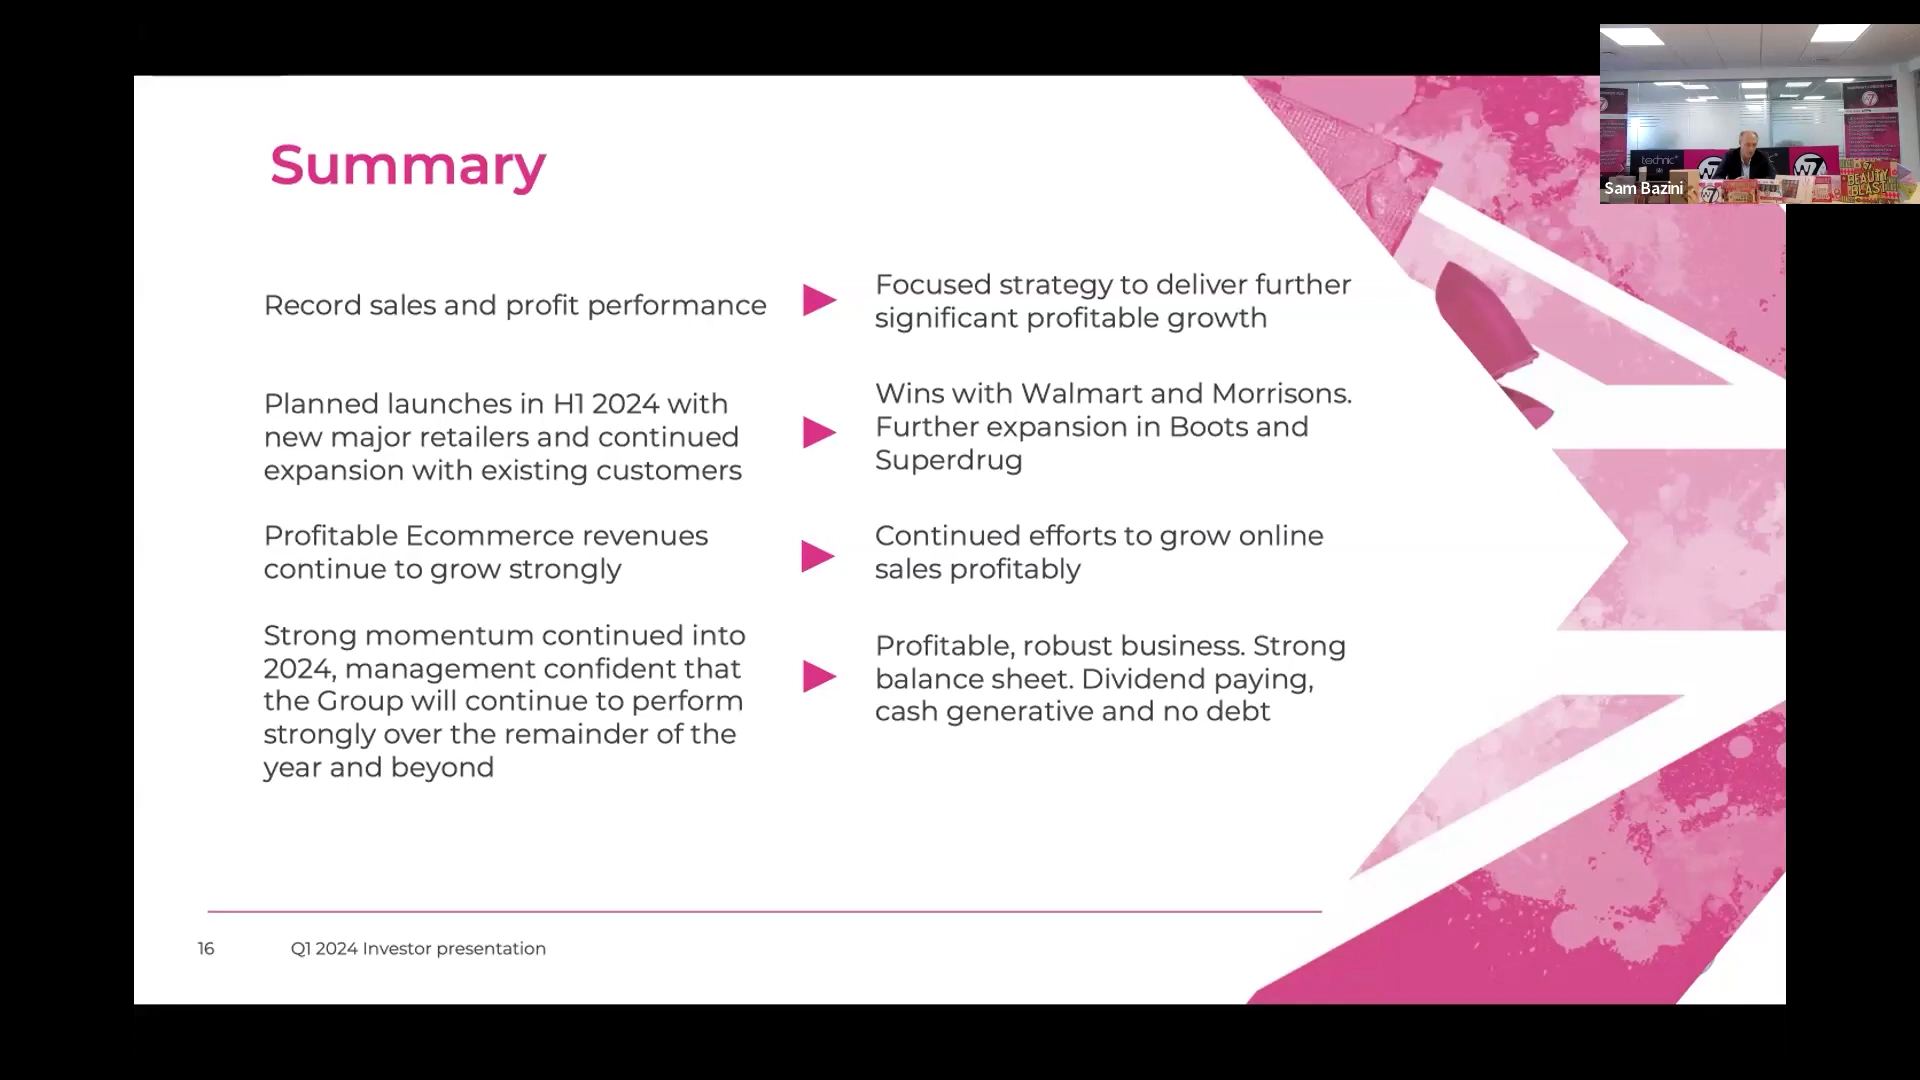 Summary
Record sales and profit performance
Focused strategy to deliver further
significant profitable growth
Planned launches in H1 2024 with
new major retailers and continued
expansion with existing customers
Wins with Walmart and Morrisons.
Further expansion in Boots and
Superdrug
Profitable Ecommerce revenues
continue to grow strongly
Continued efforts to grow online
sales profitably
Strong momentum continued into
2024, management confident that
the Group will continue to perform
strongly over the remainder of the
year and beyond
Profitable, robust business. Strong
balance sheet. Dividend paying,
cash generative and no debt
16
Q1 2024 Investor presentation
technic
W7
W7
BEAUTY
BLAST
Sam Bazini